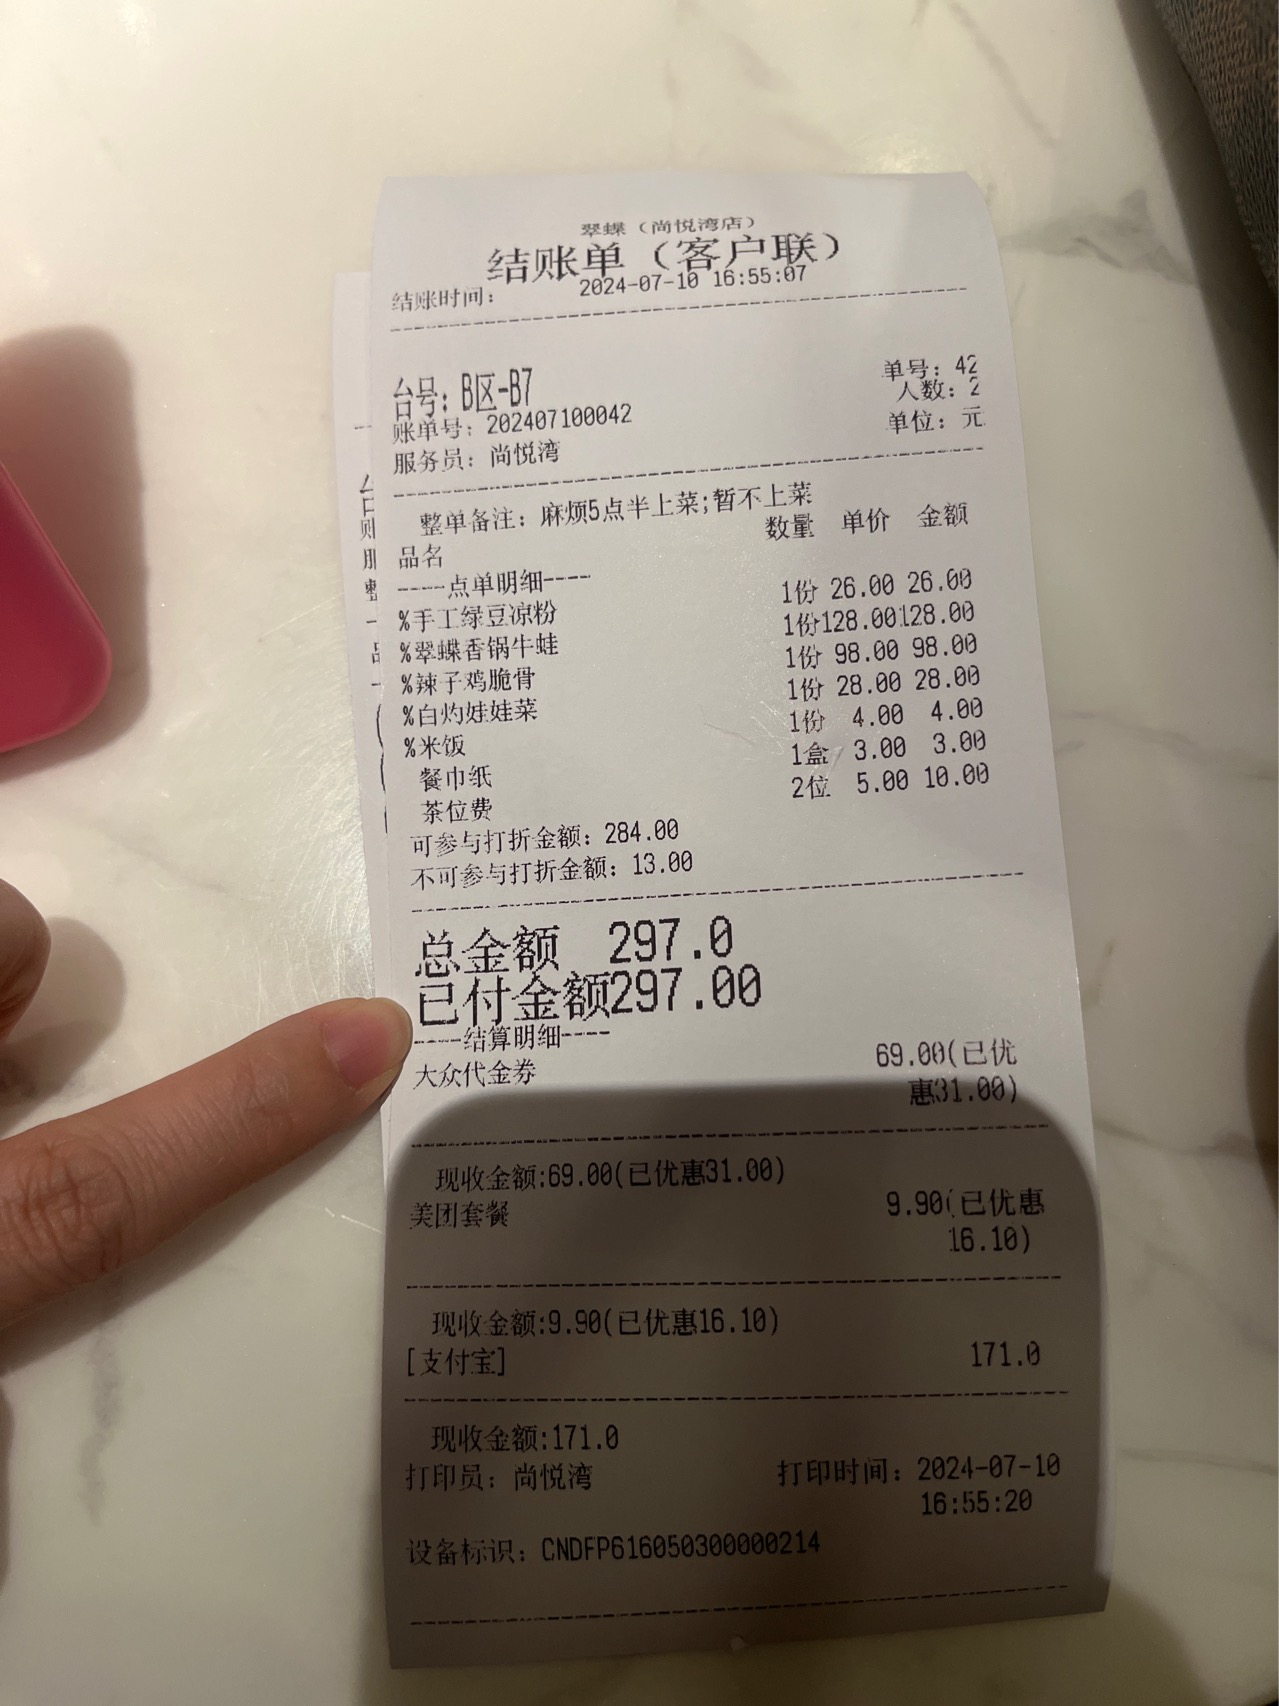 翠蝶（尚悦湾店）
结账单（客户联）
结账时间： 2024-07-10 16:55:07
台号：B区-B7 单号：42
人数：2
账单号：202407100042
服务员：尚悦湾 单位：元
整单备注：麻烦5点半上菜;暂不上菜
品名 数量 单价 金额
----点单明细----
%手工绿豆凉粉 1份 26.00 26.00
%翠蝶香锅牛蛙 1份128.00128.00
%辣子鸡脆骨 1份 98.00 98.00
%白灼娃娃菜 1份 28.00 28.00
%米饭 1份 4.00 4.00
餐巾纸 1盒 3.00 3.00
茶位费 2位 5.00 10.00
可参与打折金额：284.00
不可参与打折金额：13.00
总金额 297.0
已付金额297.00
----结算明细----
大众代金券 69.00(已优
惠31.00)
现收金额:69.00(已优惠31.00)
美团套餐 9.90(已优惠
16.10)
现收金额:9.90(已优惠16.10)
[支付宝] 171.0
现收金额:171.0
打印员：尚悦湾 打印时间：2024-07-10
16:55:20
设备标识：CNDFP616050300000214